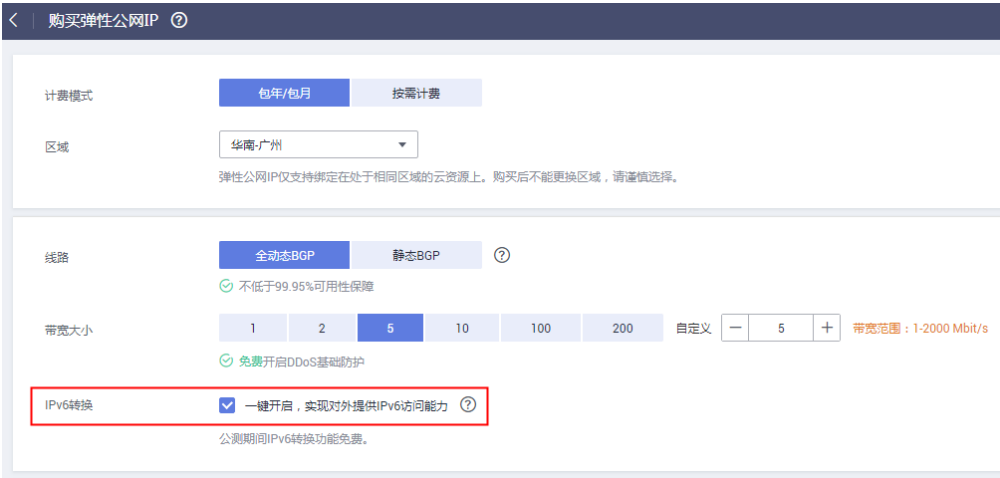 购买弹性公网IP ?
计费模式 包年/包月 按需计费
区域 华南-广州
弹性公网IP仅支持绑定在处于相同区域的云资源上。购买后不能更换区域，请谨慎选择。
线路 全动态BGP 静态BGP ?
不低于99.95%可用性保障
带宽大小 1 2 5 10 100 200 自定义 — 5 + 带宽范围：1-2000 Mbit/s
免费开启DDoS基础防护
IPv6转换 一键开启，实现对外提供IPv6访问能力 ?
公测期间IPv6转换功能免费。